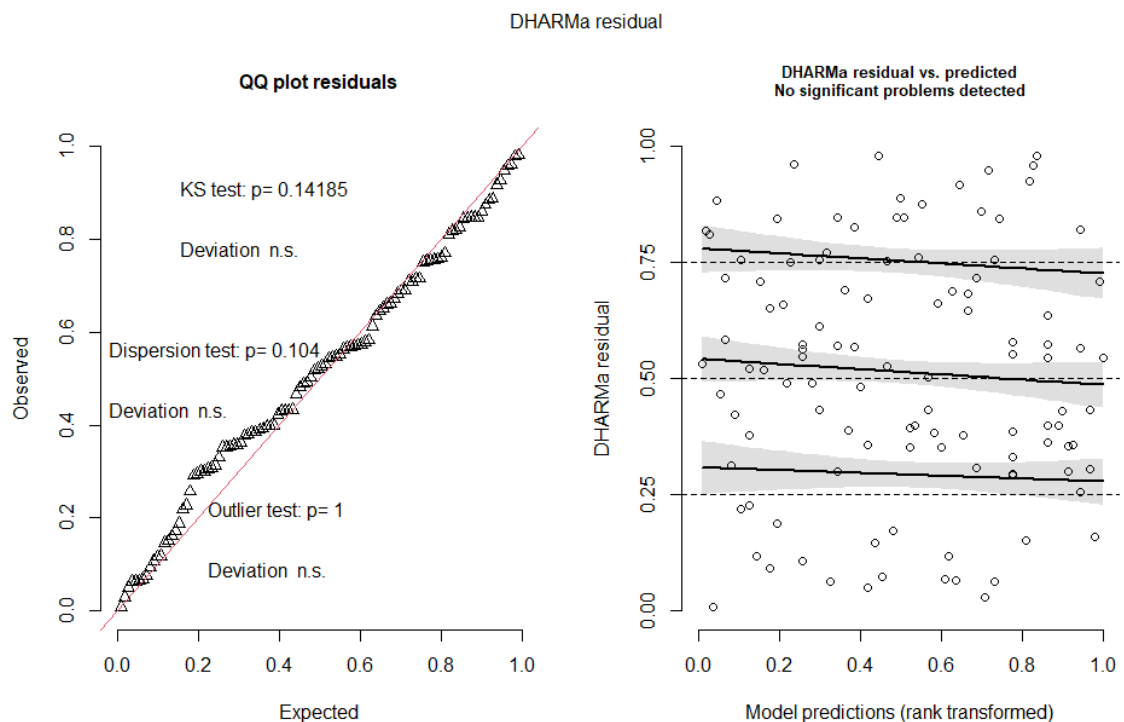 DHARMa residual
QQ plot residuals
KS test: p= 0.14185
Deviation n.s.
Dispersion test: p= 0.104
Deviation n.s.
Outlier test: p= 1
Deviation n.s.
Observed
0.0 0.2 0.4 0.6 0.8 1.0
0.0 0.2 0.4 0.6 0.8 1.0
Expected
DHARMa residual vs. predicted
No significant problems detected
DHARMa residual
0.00 0.25 0.50 0.75 1.00
0.0 0.2 0.4 0.6 0.8 1.0
Model predictions (rank transformed)